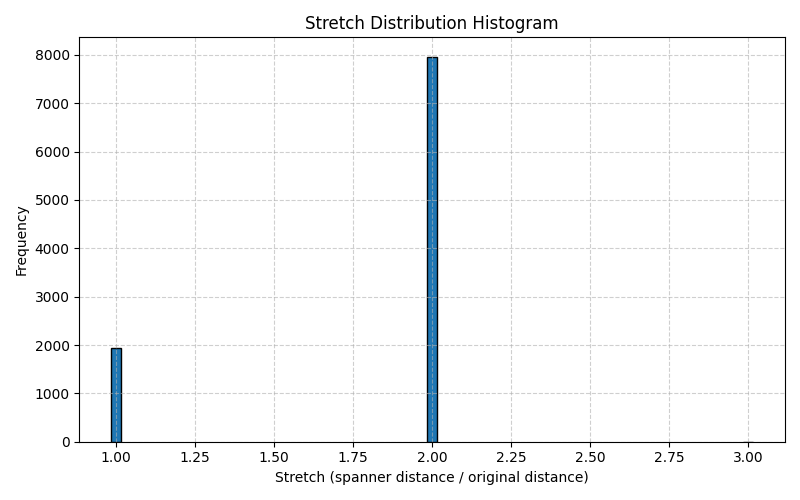 Stretch Distribution Histogram
8000
7000
6000
5000
4000
3000
2000
1000
0
Frequency
1.00 1.25 1.50 1.75 2.00 2.25 2.50 2.75 3.00
Stretch (spanner distance / original distance)